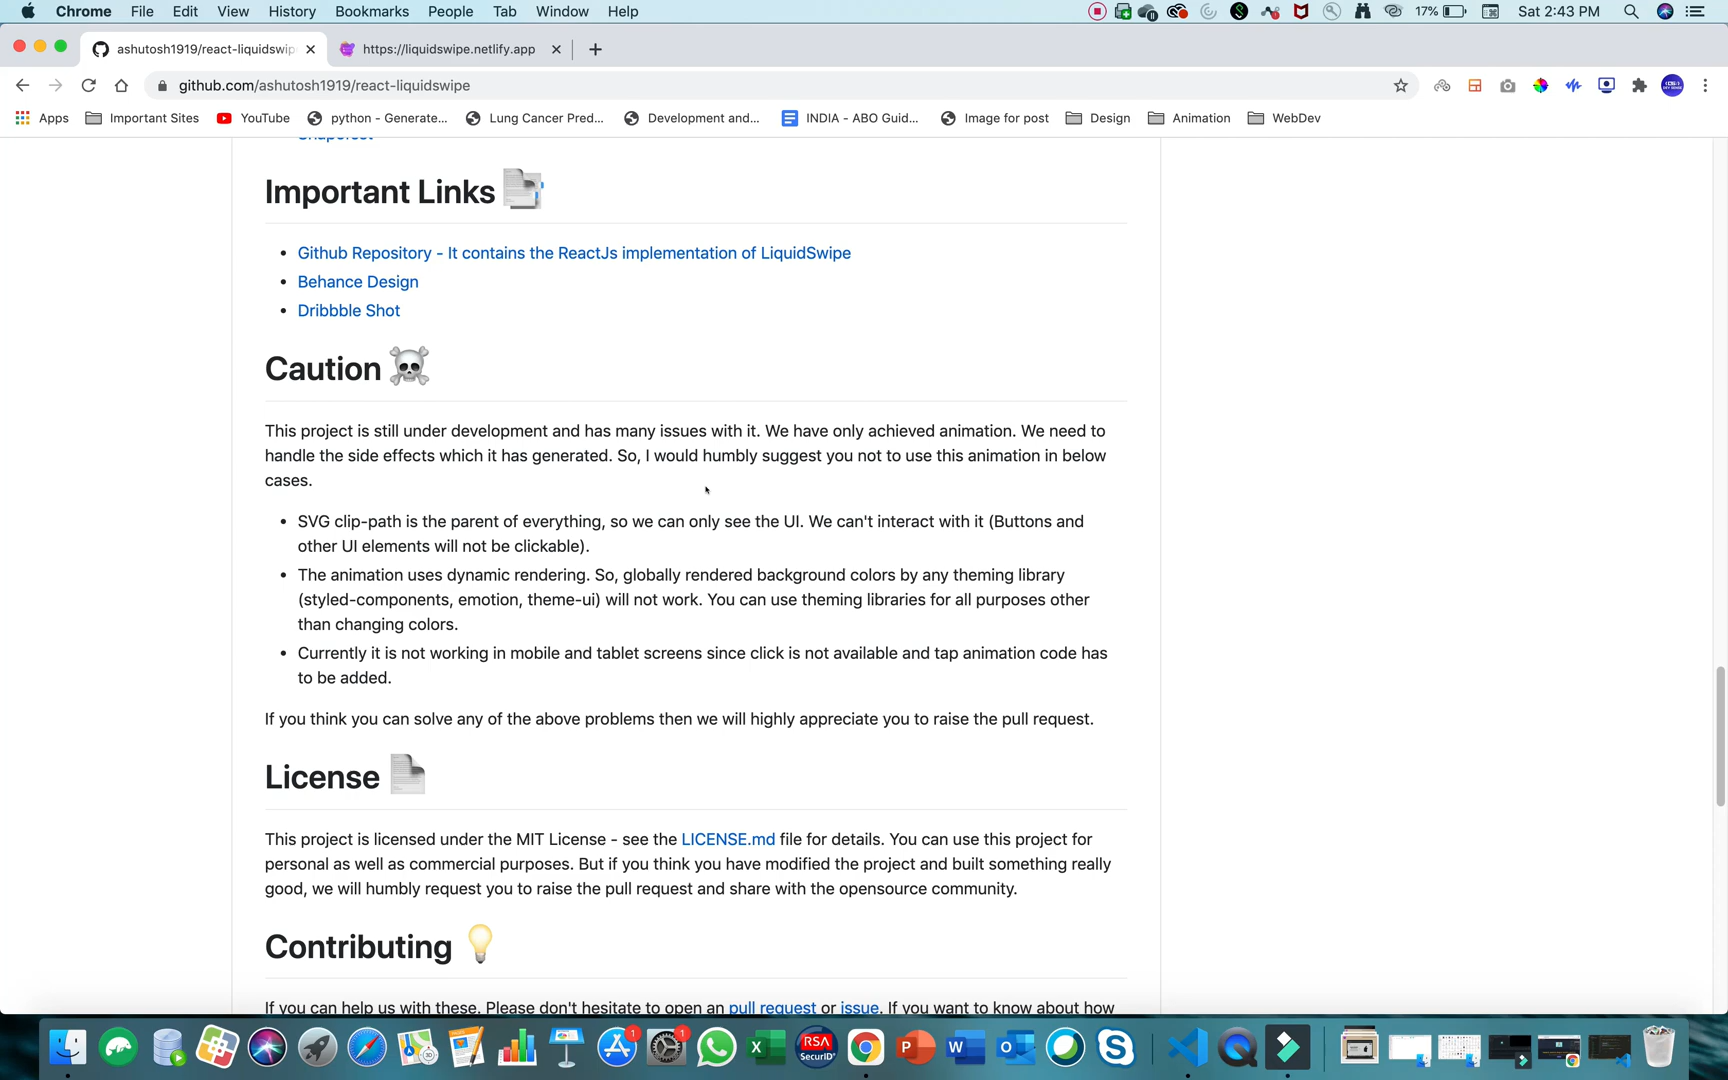 Chrome File Edit View History Bookmarks People Tab Window Help 17% Sat 2:43 PM
ashutosh1919/react-liquidswip https://liquidswipe.netlify.app
github.com/ashutosh1919/react-liquidswipe
Apps Important Sites YouTube python - Generate... Lung Cancer Pred... Development and... INDIA - ABO Guid... Image for post Design Animation WebDev
Important Links
Github Repository - It contains the ReactJs implementation of LiquidSwipe
Behance Design
Dribbble Shot
Caution
This project is still under development and has many issues with it. We have only achieved animation. We need to
handle the side effects which it has generated. So, I would humbly suggest you not to use this animation in below
cases.
SVG clip-path is the parent of everything, so we can only see the UI. We can't interact with it (Buttons and
other UI elements will not be clickable).
The animation uses dynamic rendering. So, globally rendered background colors by any theming library
(styled-components, emotion, theme-ui) will not work. You can use theming libraries for all purposes other
than changing colors.
Currently it is not working in mobile and tablet screens since click is not available and tap animation code has
to be added.
If you think you can solve any of the above problems then we will highly appreciate you to raise the pull request.
License
This project is licensed under the MIT License - see the LICENSE.md file for details. You can use this project for
personal as well as commercial purposes. But if you think you have modified the project and built something really
good, we will humbly request you to raise the pull request and share with the opensource community.
Contributing
If you can help us with these. Please don't hesitate to open an pull request or issue. If you want to know about how
RSA
SecurID